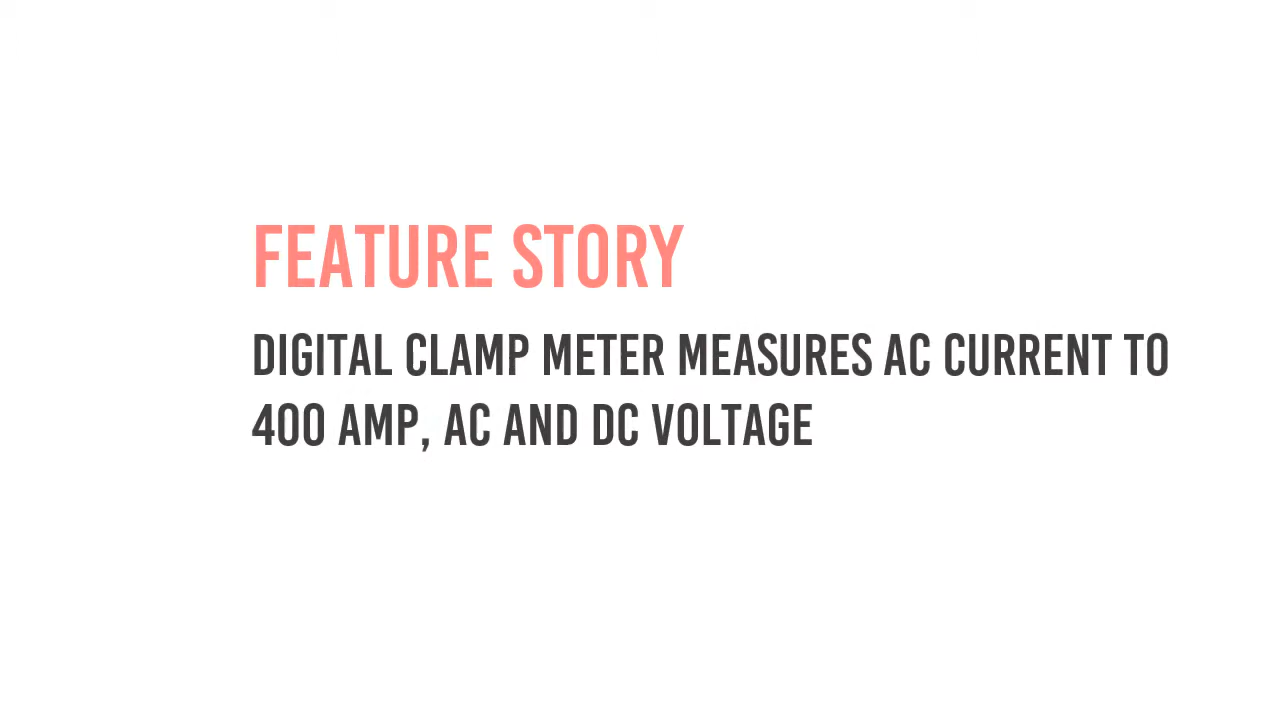 FEATURE STORY
DIGITAL CLAMP METER MEASURES AC CURRENT TO
400 AMP, AC AND DC VOLTAGE